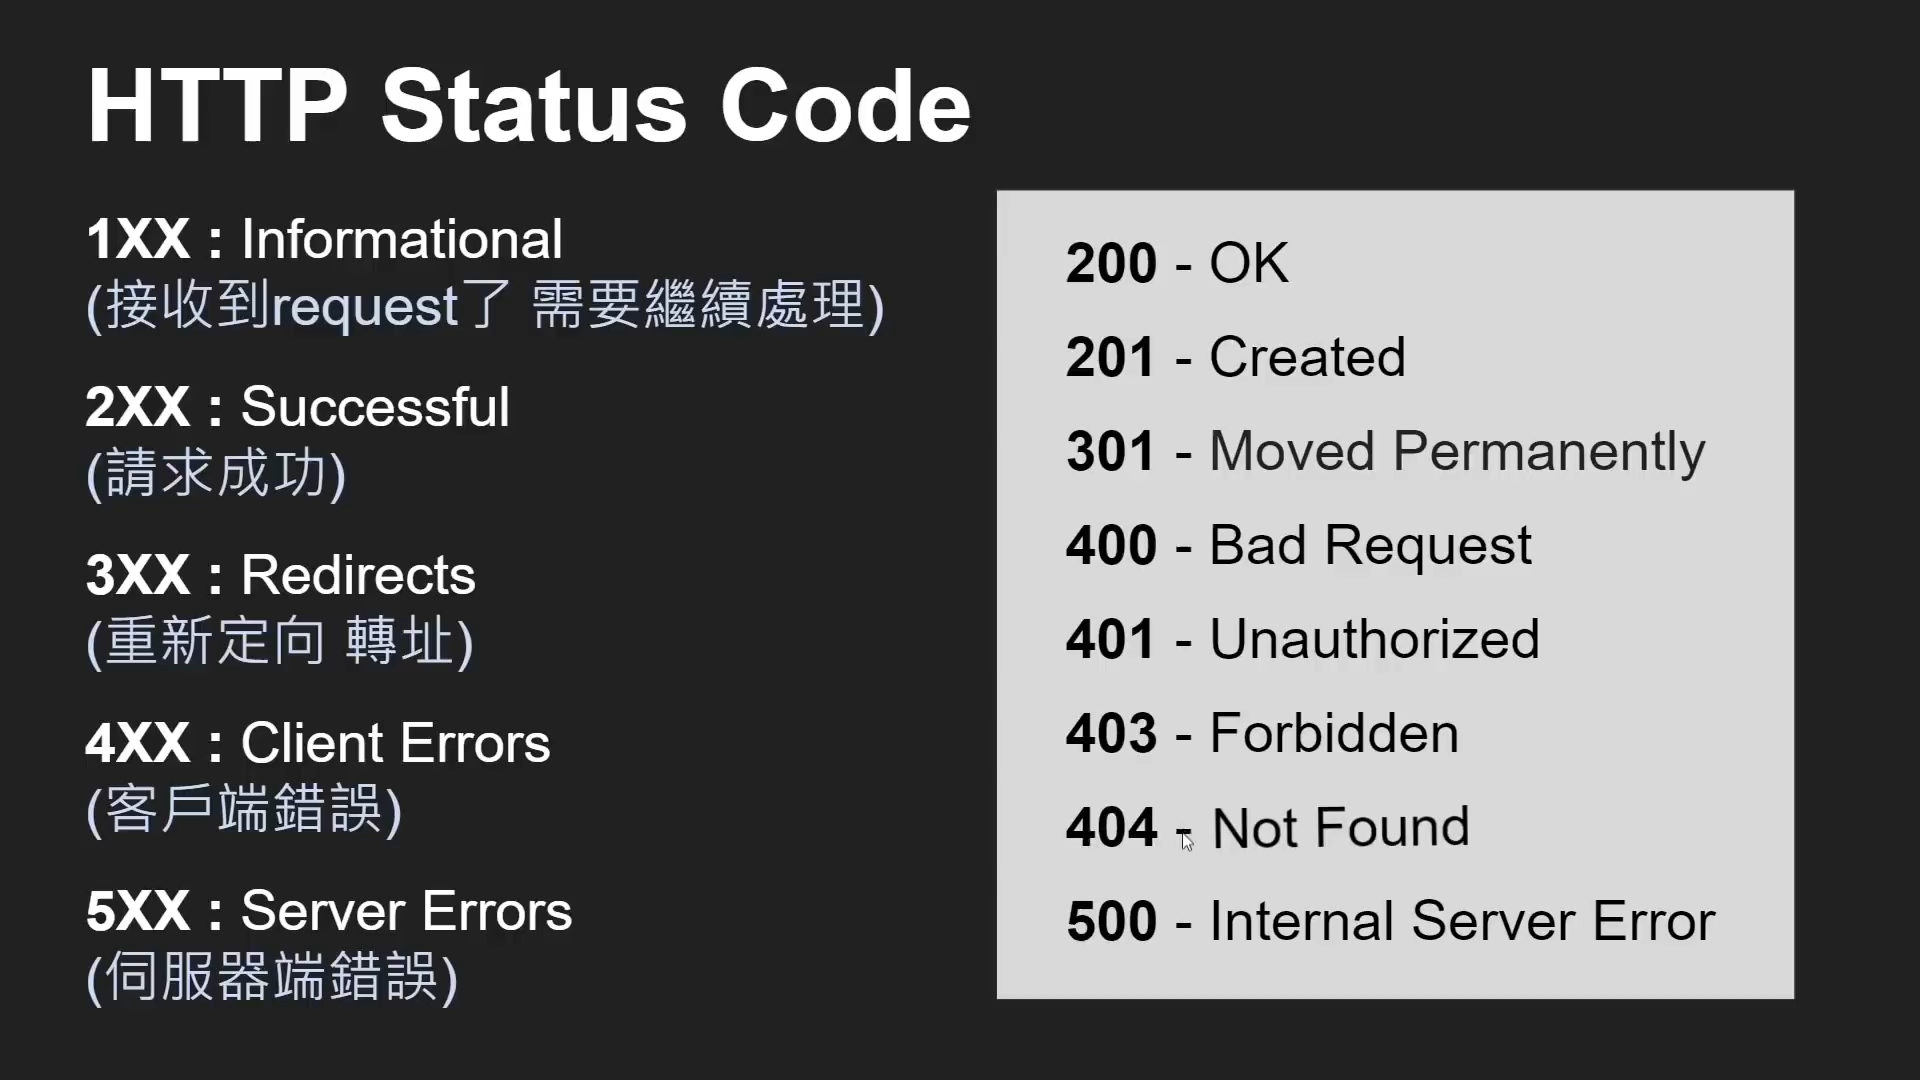 HTTP Status Code
1XX : Informational
(接收到request了 需要繼續處理)
2XX : Successful
(請求成功)
3XX : Redirects
(重新定向 轉址)
4XX : Client Errors
(客戶端錯誤)
5XX : Server Errors
(伺服器端錯誤)
200 - OK
201 - Created
301 - Moved Permanently
400 - Bad Request
401 - Unauthorized
403 - Forbidden
404 - Not Found
500 - Internal Server Error